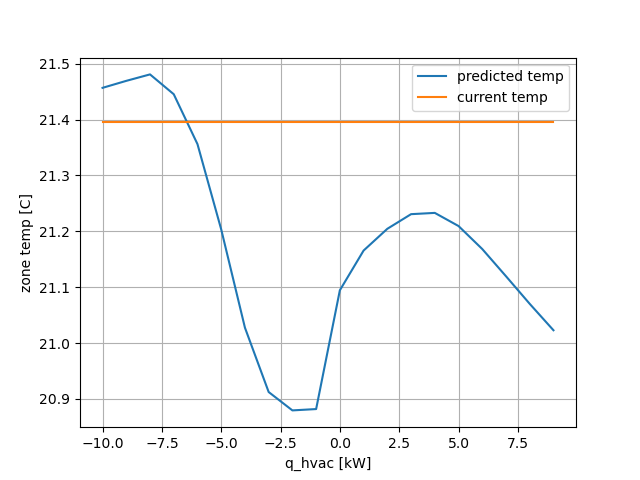 21.5
21.4
21.3
21.2
21.1
21.0
20.9
zone temp [C]
predicted temp
current temp
−10.0 −7.5 −5.0 −2.5 0.0 2.5 5.0 7.5
q_hvac [kW]